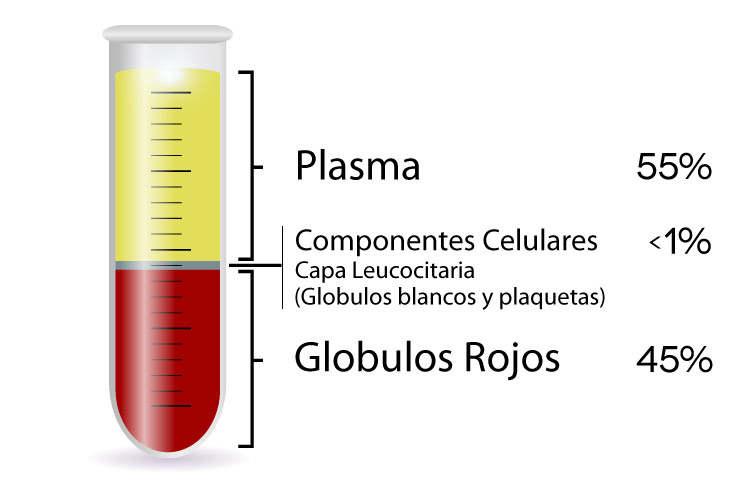 Plasma 55%
Componentes Celulares <1%
Capa Leucocitaria
(Globulos blancos y plaquetas)
Globulos Rojos 45%